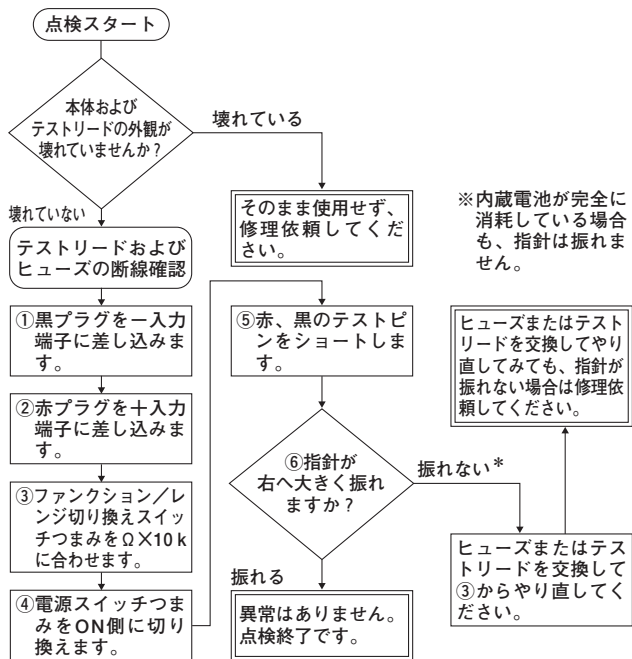 点検スタート
本体および
テストリードの外観が
壊れていませんか？
壊れている
そのまま使用せず、
修理依頼してくだ
さい。
壊れていない
テストリードおよび
ヒューズの断線確認
①黒プラグを－入力
端子に差し込みま
す。
②赤プラグを＋入力
端子に差し込みま
す。
③ファンクション／レ
ンジ切り換えスイッ
チつまみをΩ×10 k
に合わせます。
④電源スイッチつま
みをON側に切り
換えます。
⑤赤、黒のテストピ
ンをショートしま
す。
⑥指針が
右へ大きく振れ
ますか？
振れる
異常はありません。
点検終了です。
振れない*
ヒューズまたはテス
トリードを交換して
③からやり直してく
ださい。
ヒューズまたはテスト
リードを交換してやり
直してみても、指針が
振れない場合は修理依
頼してください。
※内蔵電池が完全に
消耗している場合
も、指針は振れま
せん。